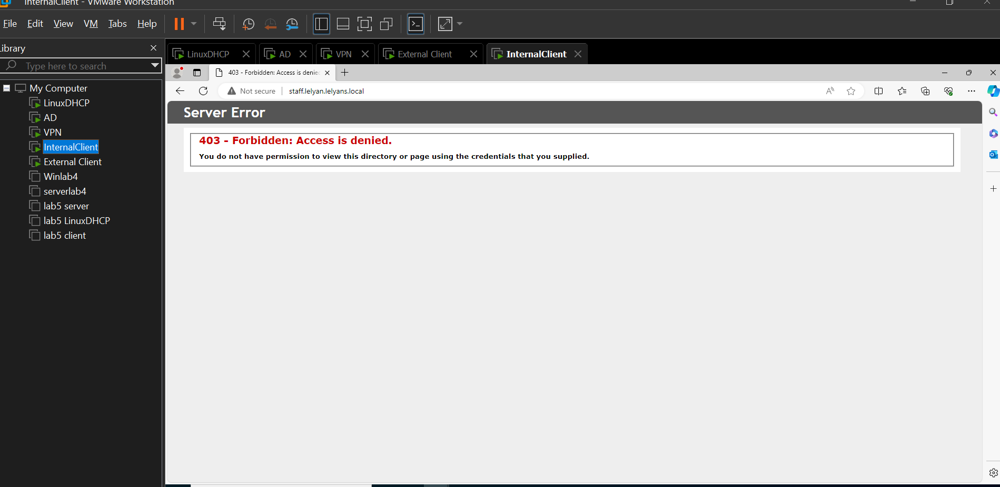 InternalClient - VMware Workstation
File Edit View VM Tabs Help
Library
Type here to search
My Computer
LinuxDHCP
AD
VPN
InternalClient
External Client
Winlab4
serverlab4
lab5 server
lab5 LinuxDHCP
lab5 client
LinuxDHCP AD VPN External Client InternalClient
403 - Forbidden: Access is denied
Not secure staff.lelyan.lelyans.local
Server Error
403 - Forbidden: Access is denied.
You do not have permission to view this directory or page using the credentials that you supplied.